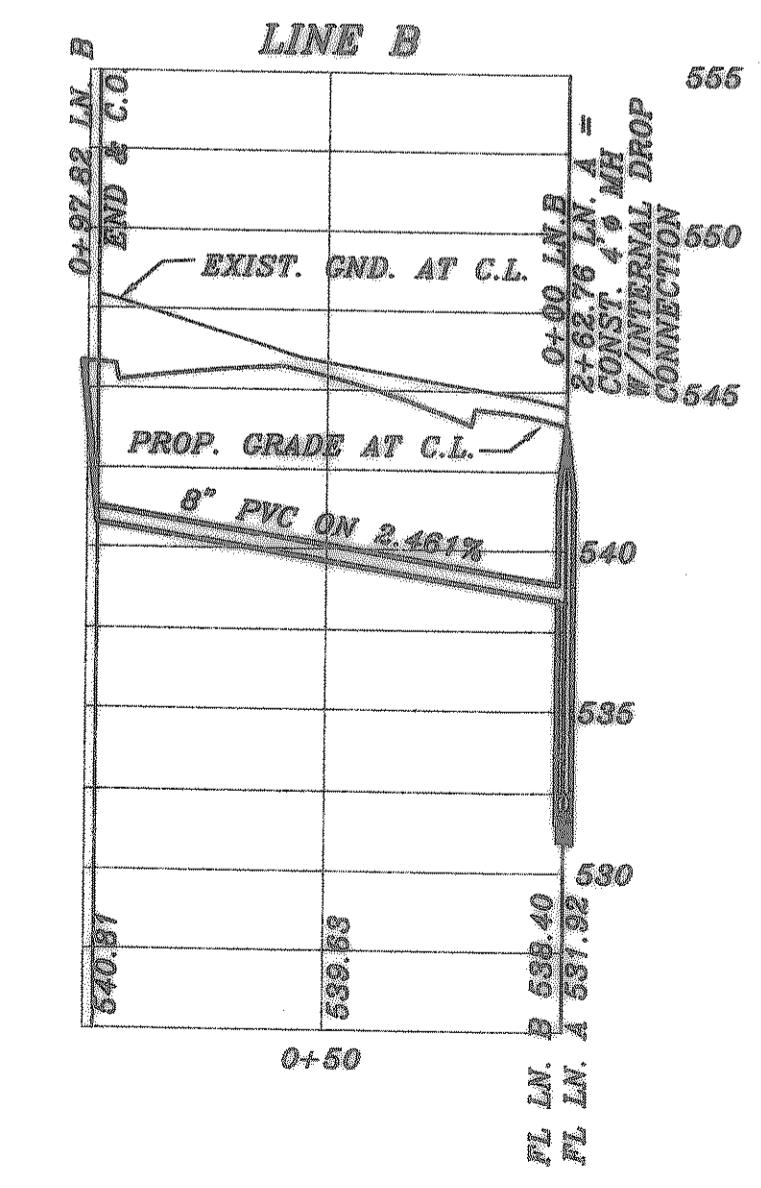 LINE B
0+97.82 LN. B
END & C.O.
555
0+00 LN.B
2+62.76 LN. A =
CONST. 4'ø MH
W/INTERNAL DROP
CONNECTION
550
EXIST. GND. AT C.L.
545
PROP. GRADE AT C.L.
8" PVC ON 2.461%
540
535
530
540.81
539.63
FL LN. B 538.40
FL LN. A 531.92
0+50